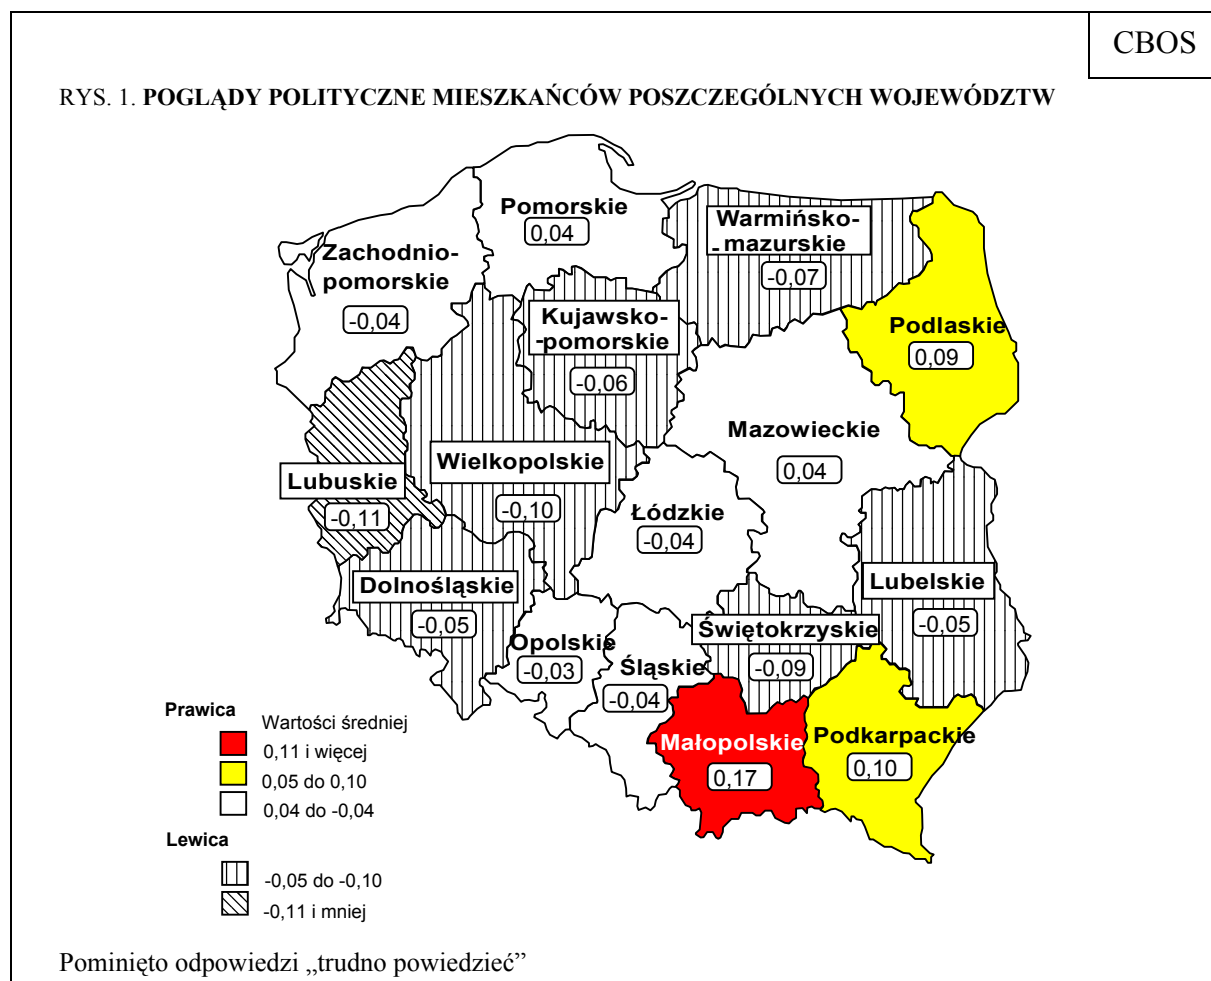 CBOS
RYS. 1. POGLĄDY POLITYCZNE MIESZKAŃCÓW POSZCZEGÓLNYCH WOJEWÓDZTW
Pomorskie
0,04
Warmińsko-
-mazurskie
-0,07
Zachodnio-
pomorskie
-0,04
Kujawsko-
-pomorskie
-0,06
Podlaskie
0,09
Mazowieckie
0,04
Wielkopolskie
-0,10
Lubuskie
-0,11
Łódzkie
-0,04
Dolnośląskie
-0,05
Lubelskie
-0,05
Opolskie
-0,03
Śląskie
-0,04
Świętokrzyskie
-0,09
Małopolskie
0,17
Podkarpackie
0,10
Prawica
Wartości średniej
0,11 i więcej
0,05 do 0,10
0,04 do -0,04
Lewica
-0,05 do -0,10
-0,11 i mniej
Pominięto odpowiedzi „trudno powiedzieć”